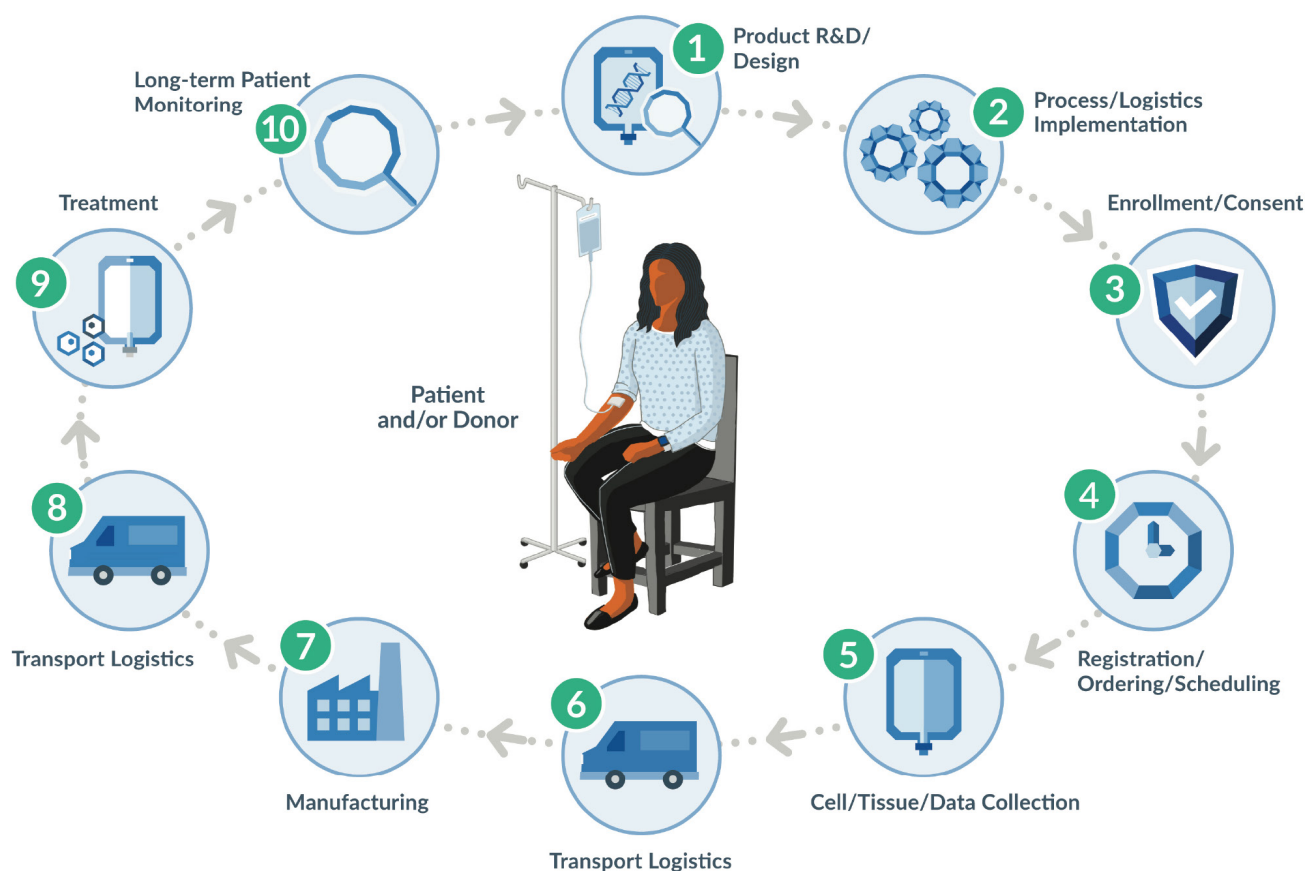 1
Product R&D/
Design
2
Process/Logistics
Implementation
Enrollment/Consent
3
4
Registration/
Ordering/Scheduling
5
Cell/Tissue/Data Collection
6
Transport Logistics
7
Manufacturing
8
Transport Logistics
Treatment
9
Long-term Patient
Monitoring
10
Patient
and/or Donor